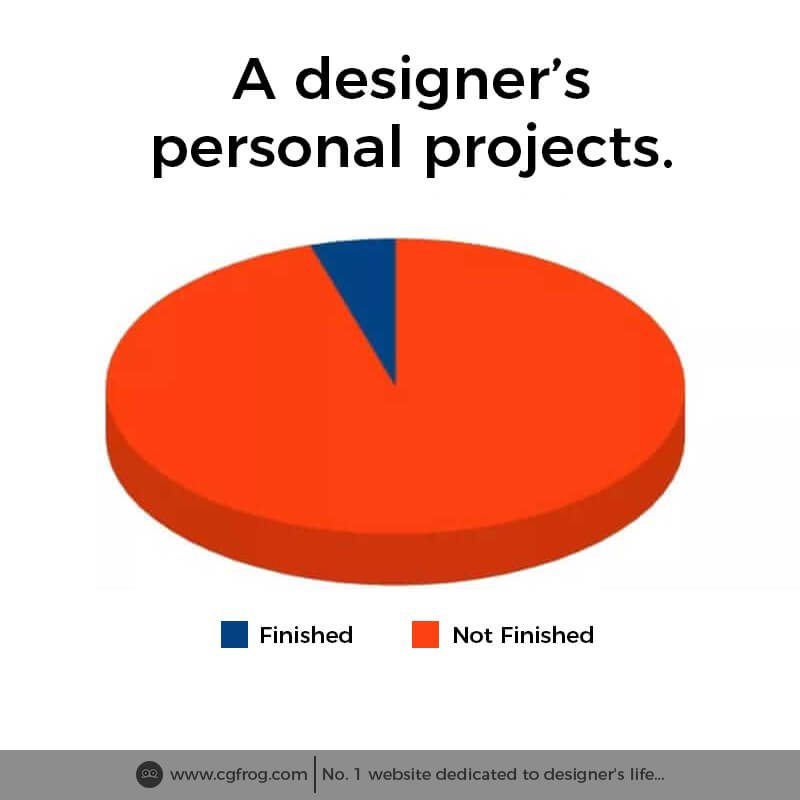 A designer’s
personal projects.
Finished Not Finished
www.cgfrog.com No. 1 website dedicated to designer's life...